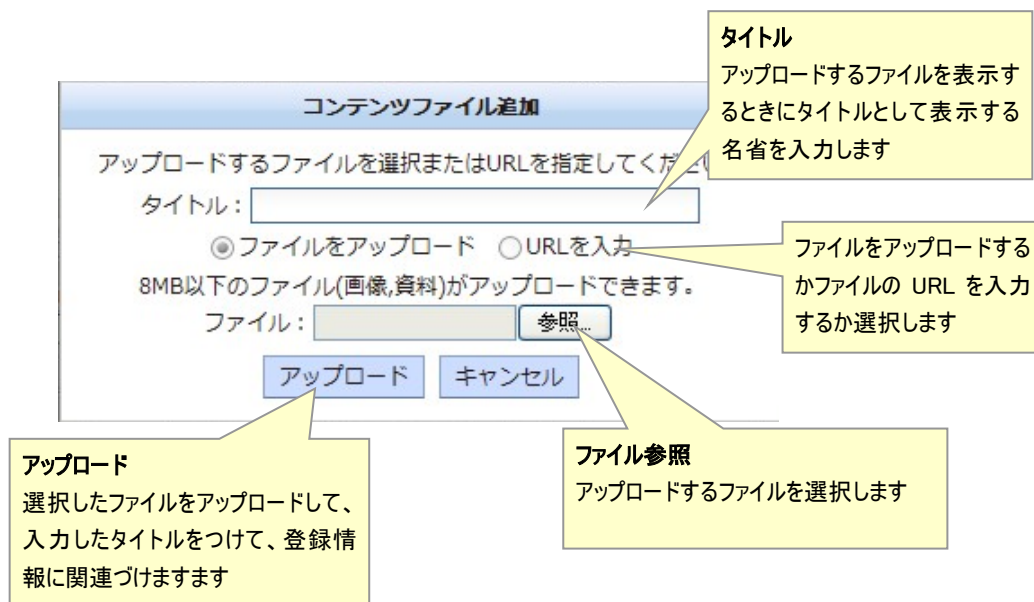 タイトル
アップロードするファイルを表示す
るときにタイトルとして表示する
名省を入力します
コンテンツファイル追加
アップロードするファイルを選択またはURLを指定してくださ
タイトル：
ファイルをアップロード URLを入力
ファイルをアップロードする
かファイルの URL を入力
するか選択します
8MB以下のファイル(画像,資料)がアップロードできます。
ファイル： 参照...
アップロード キャンセル
アップロード
選択したファイルをアップロードして、
入力したタイトルをつけて、登録情
報に関連づけますます
ファイル参照
アップロードするファイルを選択します